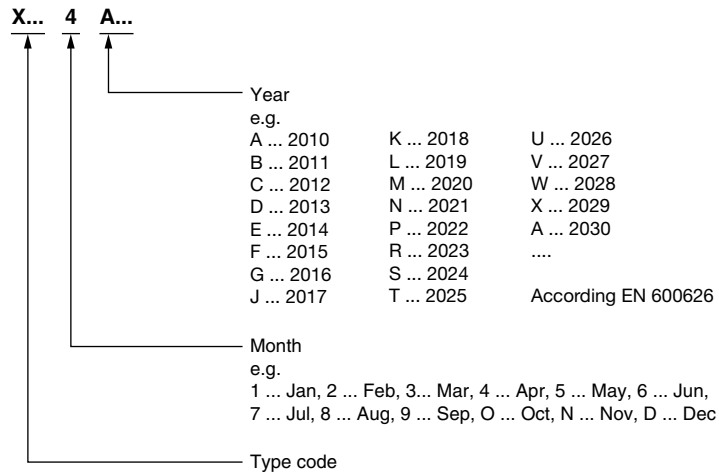 X... 4 A...
Year
e.g.
A ... 2010 K ... 2018 U ... 2026
B ... 2011 L ... 2019 V ... 2027
C ... 2012 M ... 2020 W ... 2028
D ... 2013 N ... 2021 X ... 2029
E ... 2014 P ... 2022 A ... 2030
F ... 2015 R ... 2023 ....
G ... 2016 S ... 2024
J ... 2017 T ... 2025 According EN 600626
Month
e.g.
1 ... Jan, 2 ... Feb, 3... Mar, 4 ... Apr, 5 ... May, 6 ... Jun,
7 ... Jul, 8 ... Aug, 9 ... Sep, O ... Oct, N ... Nov, D ... Dec
Type code